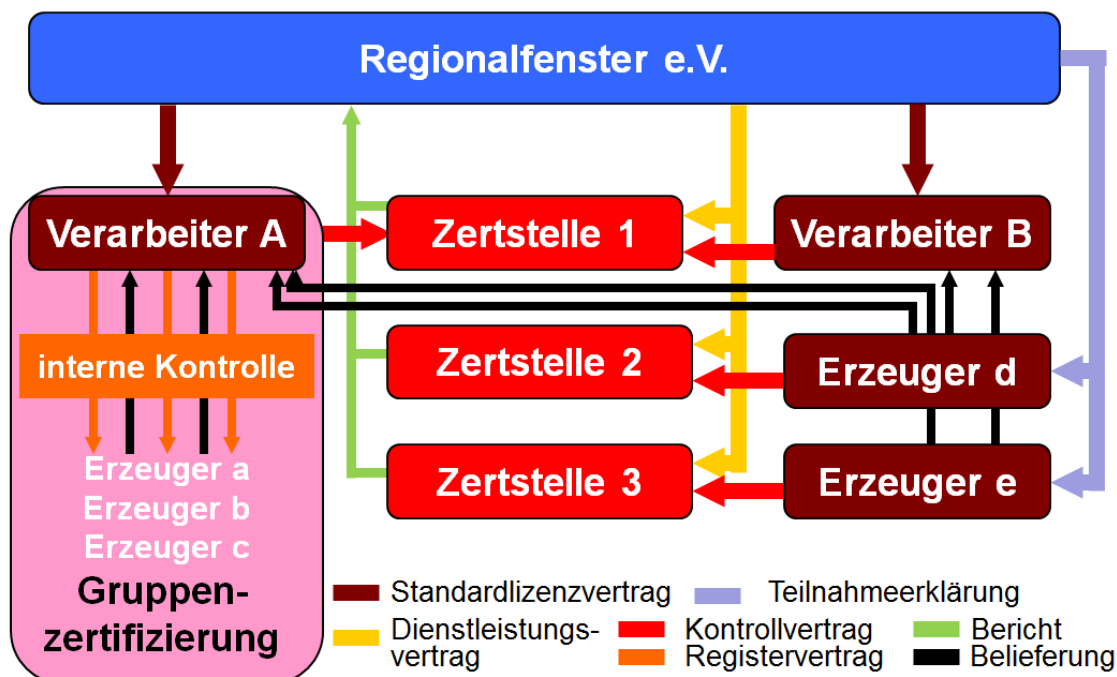 Regionalfenster e.V.
Verarbeiter A
Zertstelle 1
Verarbeiter B
interne Kontrolle
Zertstelle 2
Erzeuger d
Erzeuger a
Erzeuger b
Erzeuger c
Zertstelle 3
Erzeuger e
Gruppen-
zertifizierung
Standardlizenzvertrag
Teilnahmeerklärung
Dienstleistungs-
vertrag
Kontrollvertrag
Bericht
Registervertrag
Belieferung